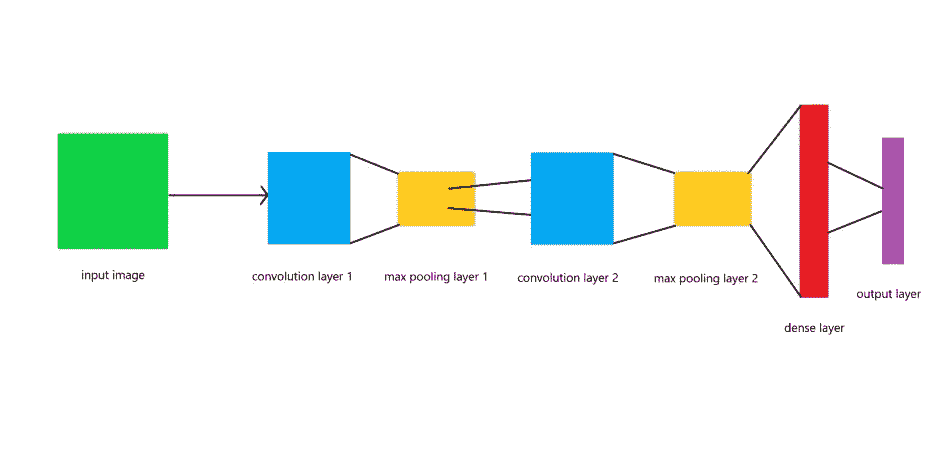 input image
convolution layer 1
max pooling layer 1
convolution layer 2
max pooling layer 2
dense layer
output layer